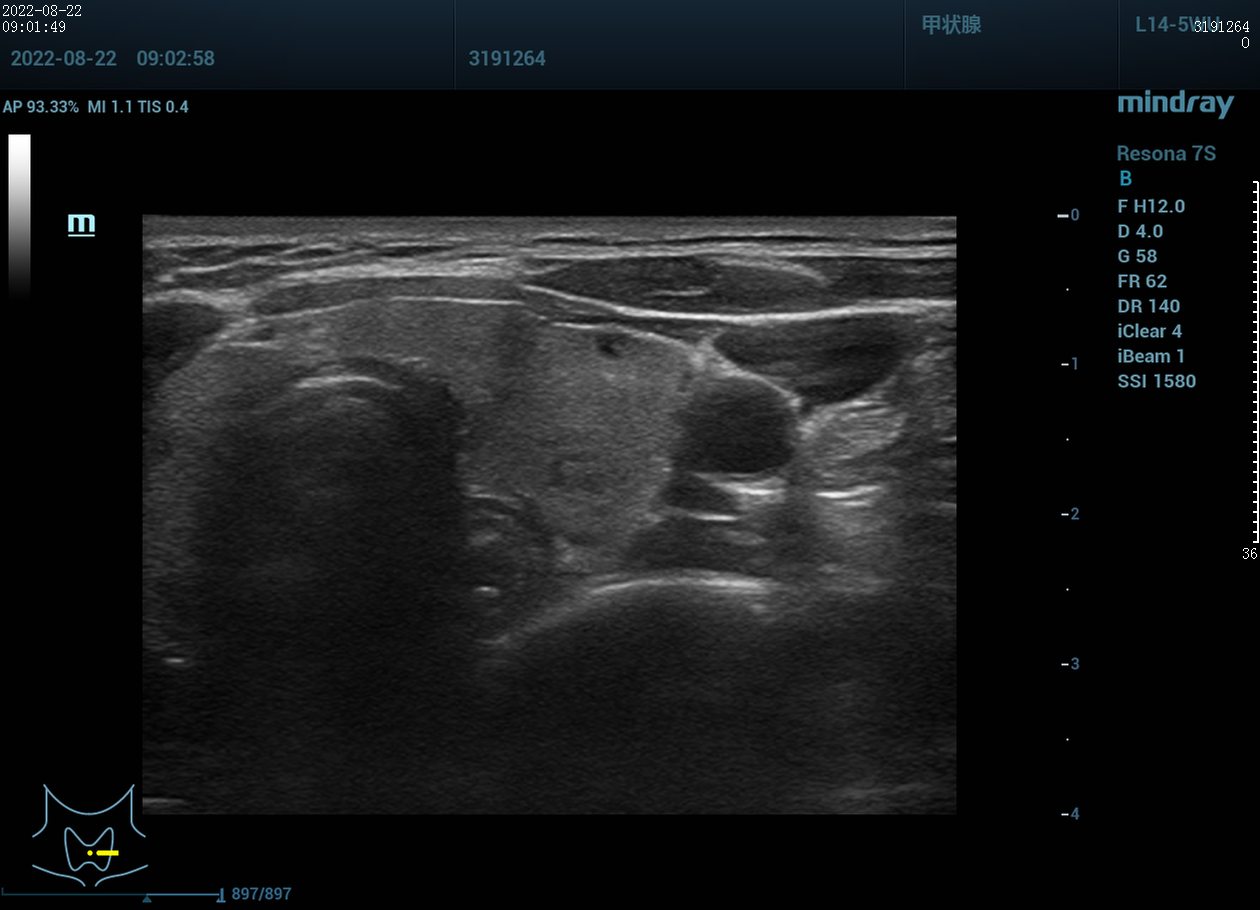 2022-08-22
09:01:49
2022-08-22 09:02:58
3191264
甲状腺
3191264
0
AP 93.33% MI 1.1 TIS 0.4
mindray
Resona 7S
B
F H12.0
D 4.0
G 58
FR 62
DR 140
iClear 4
iBeam 1
SSI 1580
m
0
1
2
3
4
36
897/897